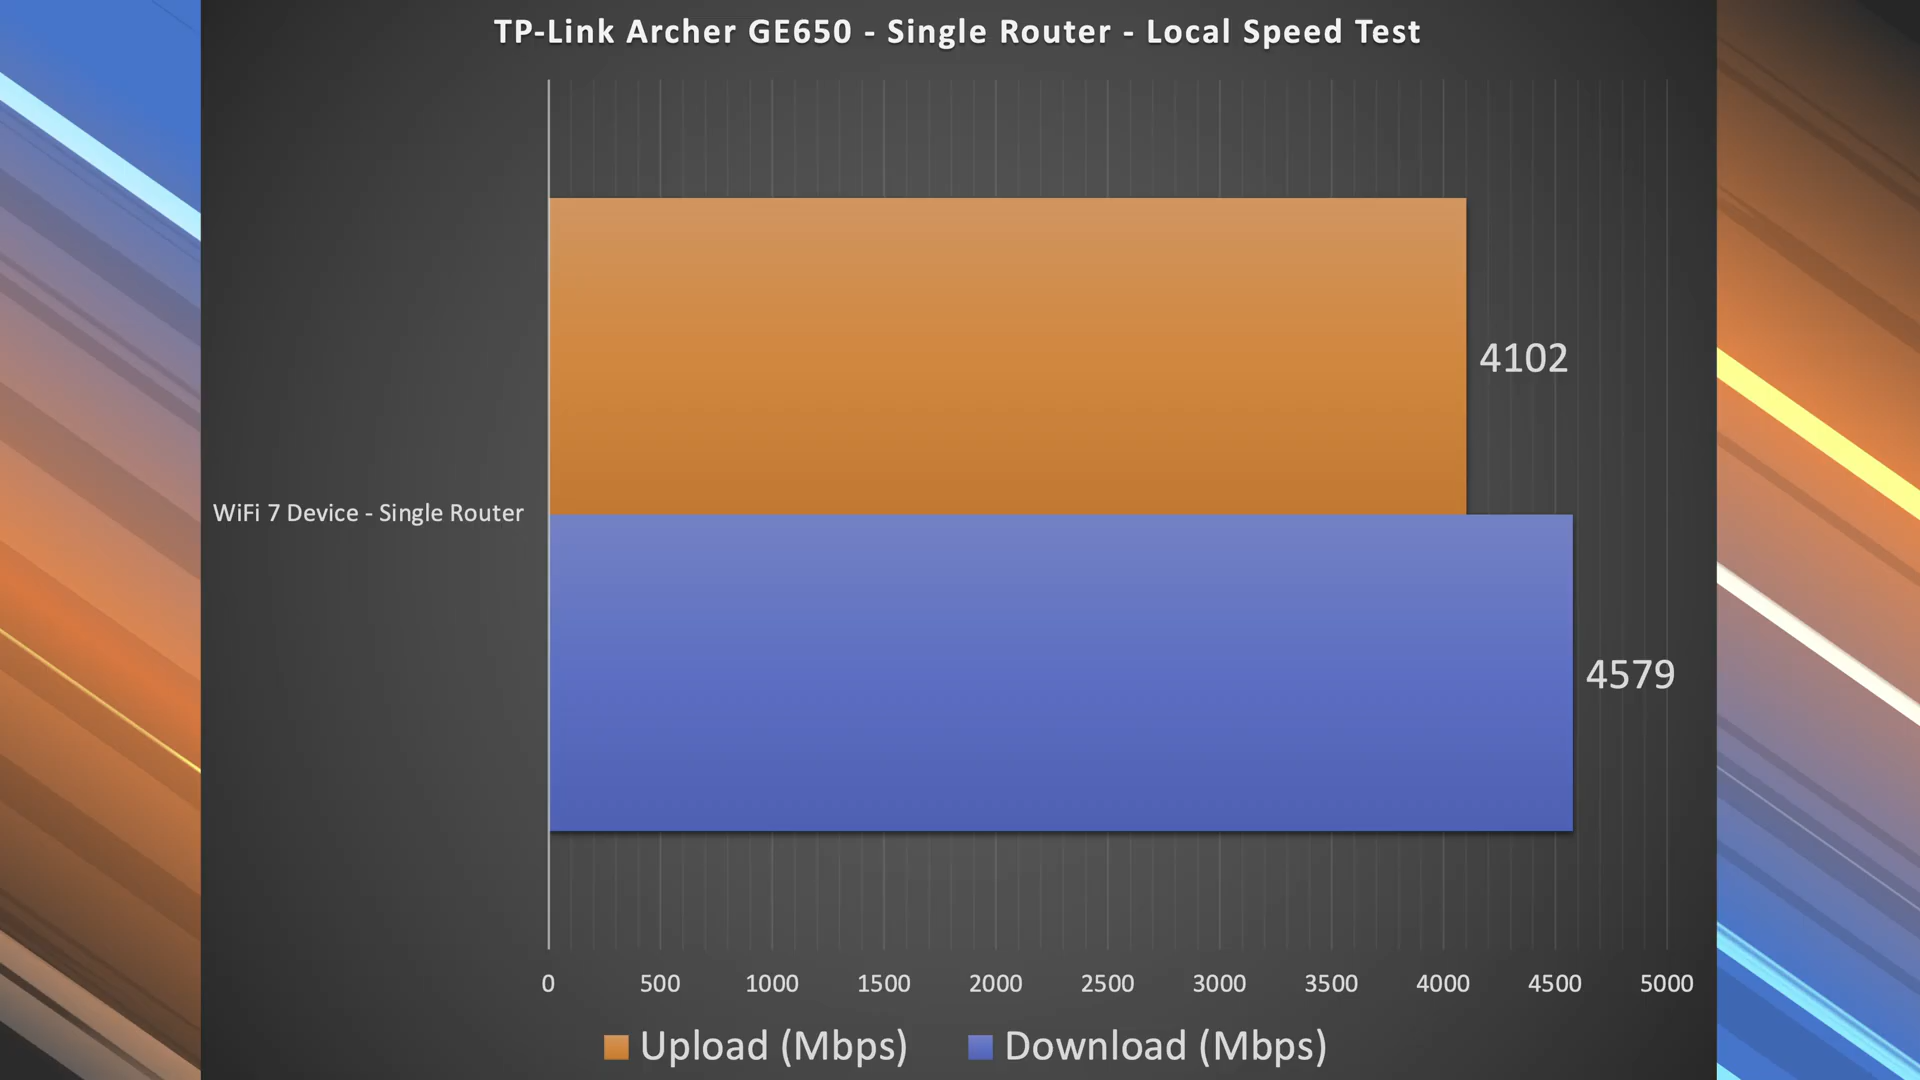 TP-Link Archer GE650 - Single Router - Local Speed Test
4102
WiFi 7 Device - Single Router
4579
0 500 1000 1500 2000 2500 3000 3500 4000 4500 5000
Upload (Mbps) Download (Mbps)